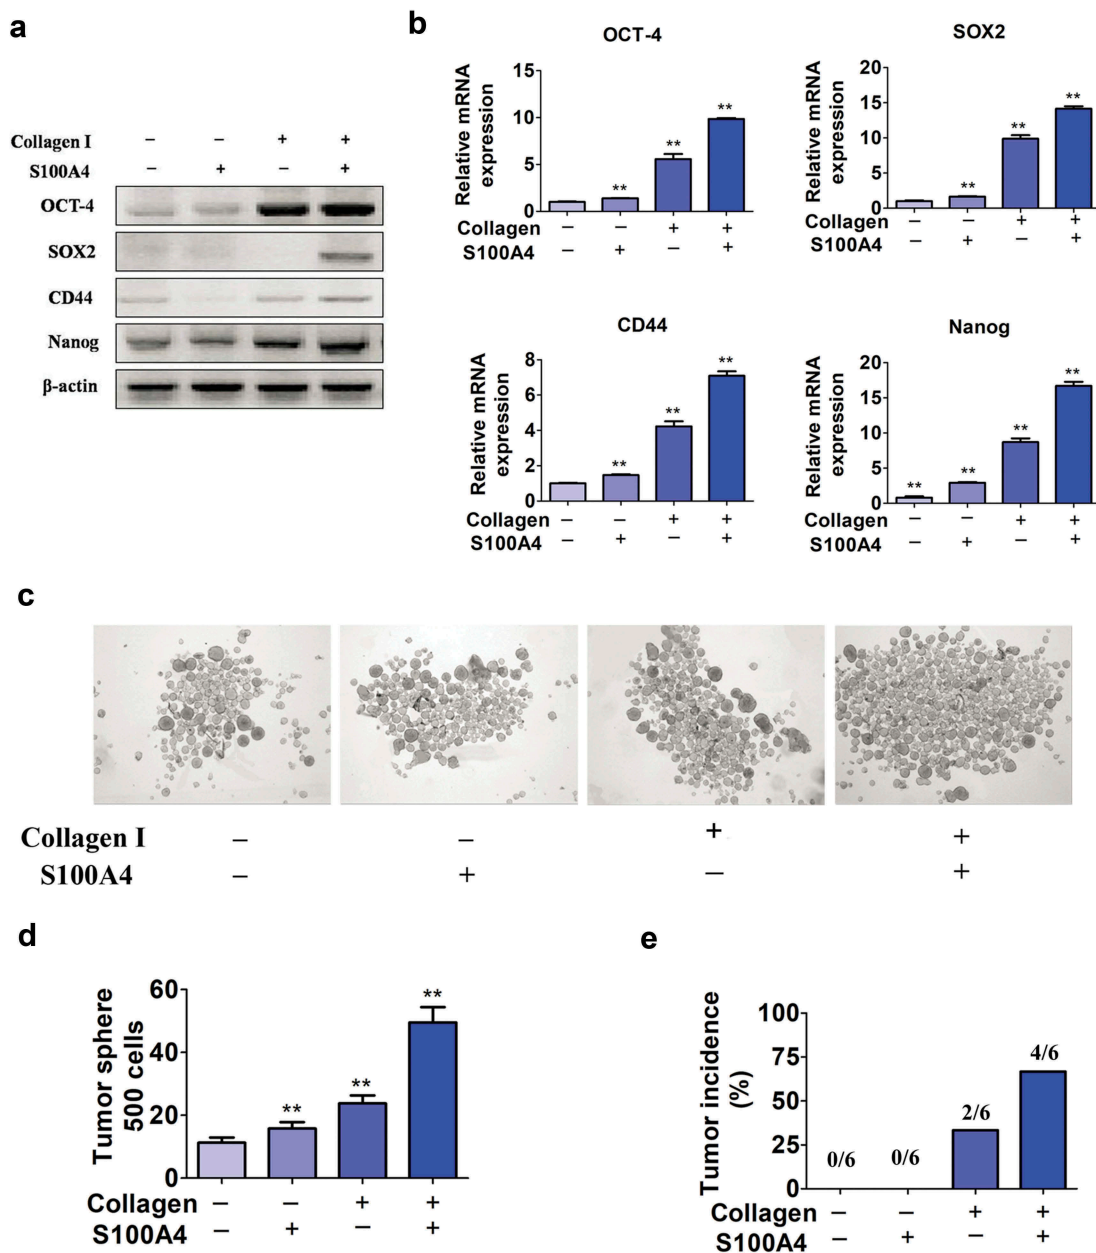 a
Collagen I − − + +
S100A4 − + − +
OCT-4
SOX2
CD44
Nanog
β-actin
b
OCT-4
Relative mRNA
expression
15
10
5
0
** ** **
Collagen − − + +
S100A4 − + − +
SOX2
Relative mRNA
expression
20
15
10
5
0
** ** **
Collagen − − + +
S100A4 − + − +
CD44
Relative mRNA
expression
8
6
4
2
0
** ** **
Collagen − − + +
S100A4 − + − +
Nanog
Relative mRNA
expression
20
15
10
5
0
** ** ** **
Collagen − − + +
S100A4 − + − +
c
Collagen I − − + +
S100A4 − + − +
d
Tumor sphere
500 cells
60
40
20
0
** ** **
Collagen − − + +
S100A4 − + − +
e
Tumor incidence
(%)
100
75
50
25
0
0/6 0/6 2/6 4/6
Collagen − − + +
S100A4 − + − +